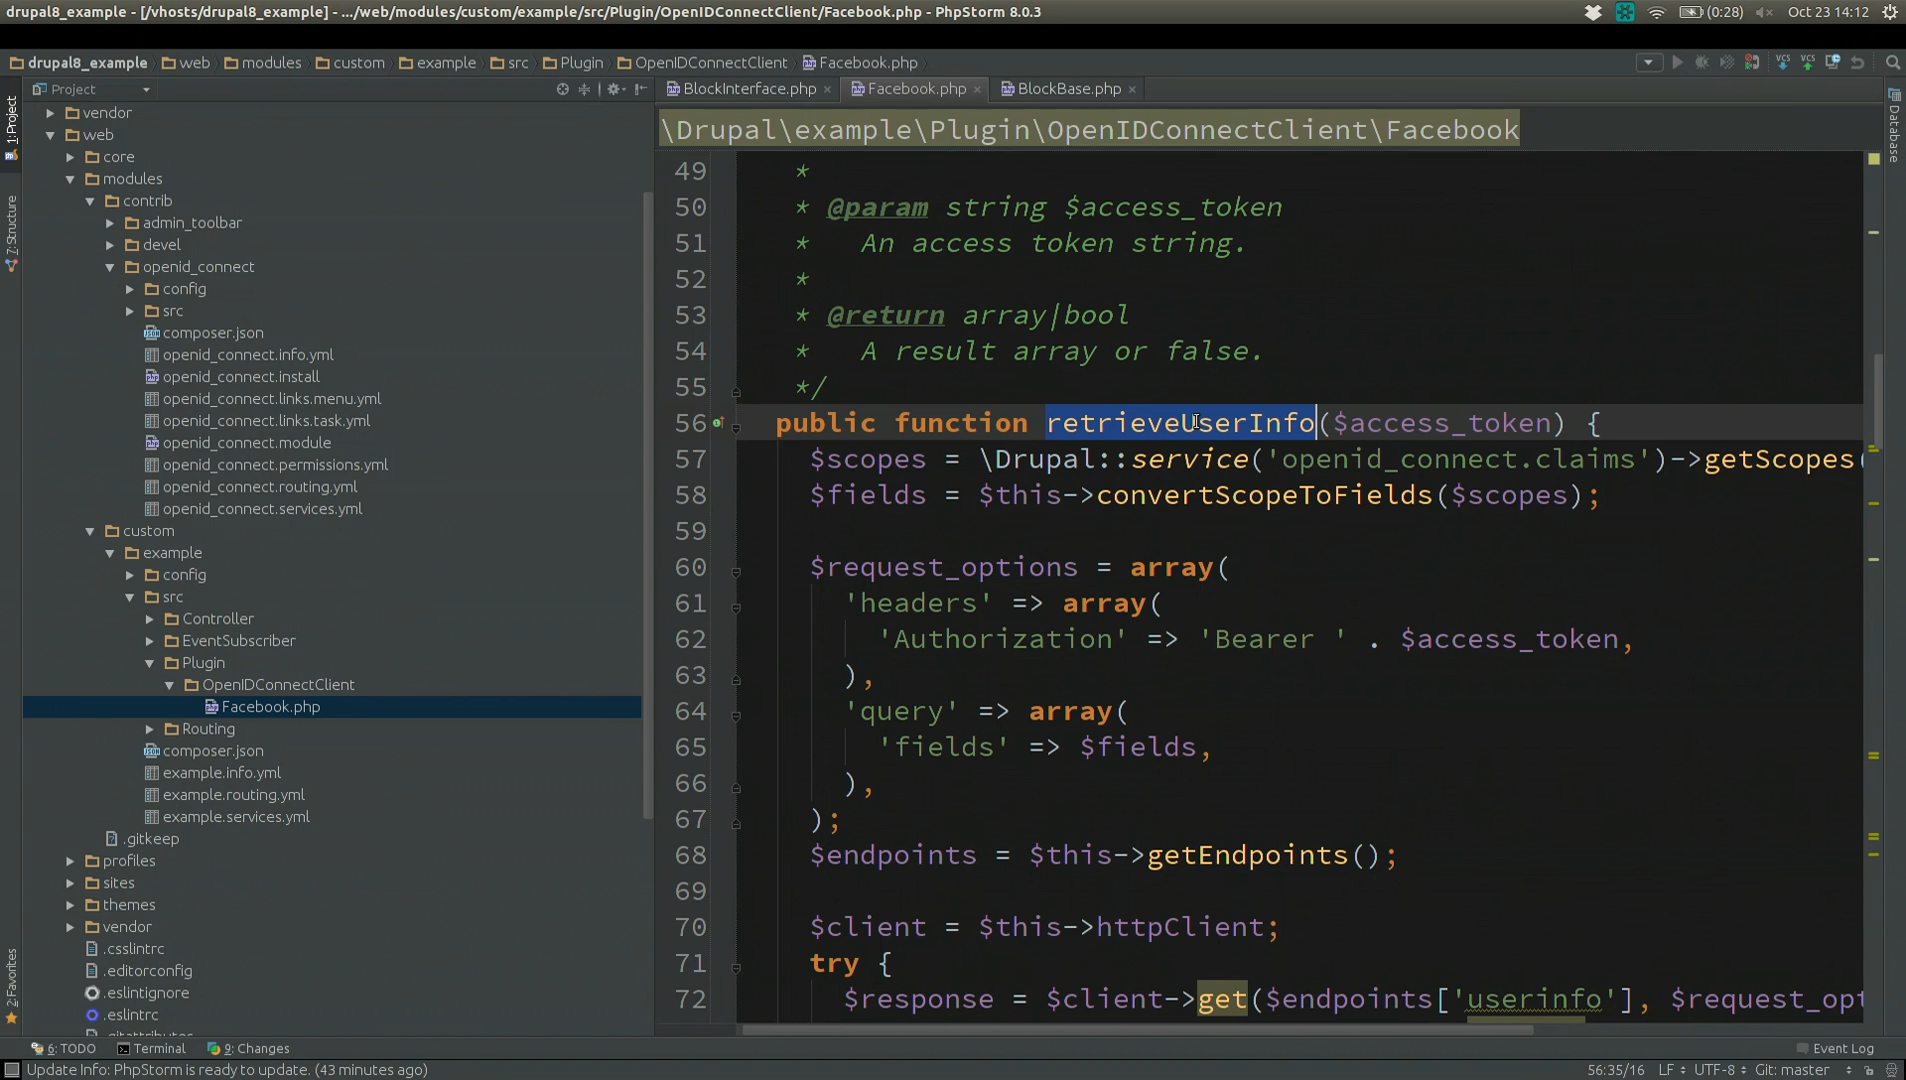 drupal8_example - [/vhosts/drupal8_example] - .../web/modules/custom/example/src/Plugin/OpenIDConnectClient/Facebook.php - PhpStorm 8.0.3
(0:28) Oct 23 14:12
drupal8_example web modules custom example src Plugin OpenIDConnectClient Facebook.php
Project
BlockInterface.php Facebook.php BlockBase.php
\Drupal\example\Plugin\OpenIDConnectClient\Facebook
1: Project
7: Structure
2: Favorites
Database
vendor
web
core
modules
contrib
admin_toolbar
devel
openid_connect
config
src
composer.json
openid_connect.info.yml
openid_connect.install
openid_connect.links.menu.yml
openid_connect.links.task.yml
openid_connect.module
openid_connect.permissions.yml
openid_connect.routing.yml
openid_connect.services.yml
custom
example
config
src
Controller
EventSubscriber
Plugin
OpenIDConnectClient
Facebook.php
Routing
composer.json
example.info.yml
example.routing.yml
example.services.yml
.gitkeep
profiles
sites
themes
vendor
.csslintrc
.editorconfig
.eslintignore
.eslintrc
.gitattributes
49 *
50 * @param string $access_token
51 * An access token string.
52 *
53 * @return array|bool
54 * A result array or false.
55 */
56 public function retrieveUserInfo($access_token) {
57 $scopes = \Drupal::service('openid_connect.claims')->getScopes(
58 $fields = $this->convertScopeToFields($scopes);
59
60 $request_options = array(
61 'headers' => array(
62 'Authorization' => 'Bearer ' . $access_token,
63 ),
64 'query' => array(
65 'fields' => $fields,
66 ),
67 );
68 $endpoints = $this->getEndpoints();
69
70 $client = $this->httpClient;
71 try {
72 $response = $client->get($endpoints['userinfo'], $request_opt
6: TODO Terminal 9: Changes Event Log
Update Info: PhpStorm is ready to update. (43 minutes ago) 56:35/16 LF UTF-8 Git: master